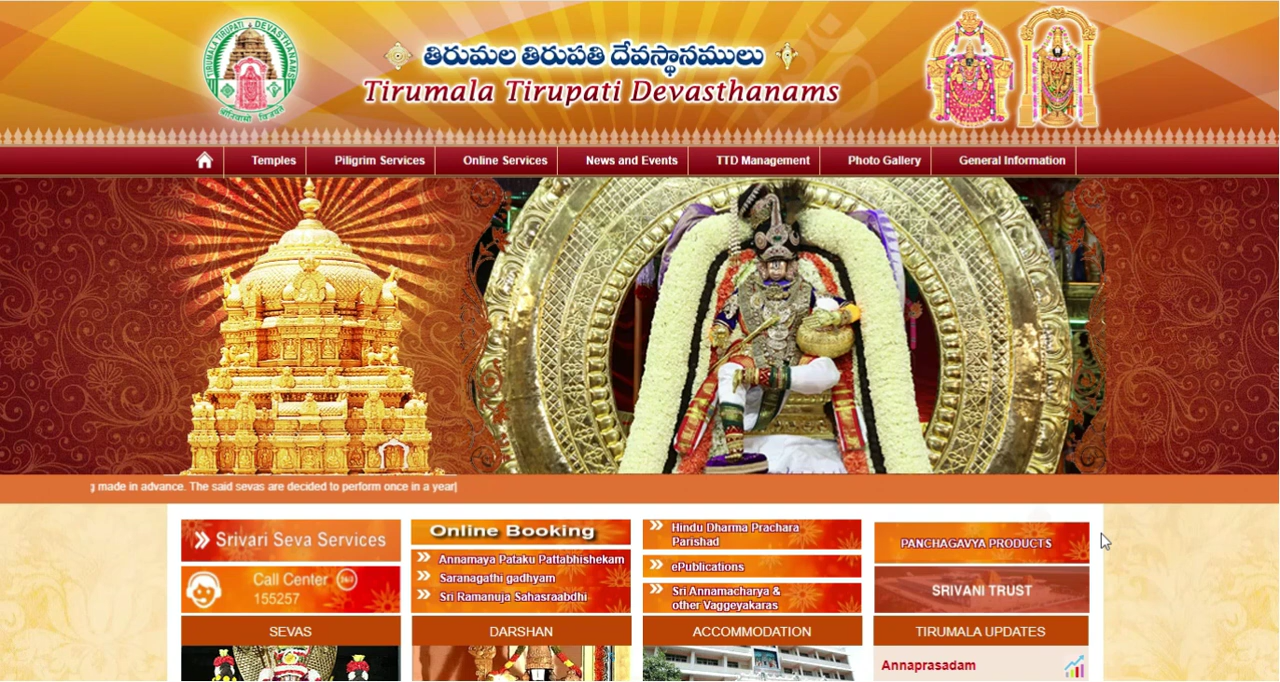 TIRUMALA TIRUPATI DEVASTHANAMS
తిరుమల తిరుపతి దేవస్థానములు
Tirumala Tirupati Devasthanams
Temples Piligrim Services Online Services News and Events TTD Management Photo Gallery General Information
made in advance. The said sevas are decided to perform once in a year|
Srivari Seva Services
Call Center
155257
Online Booking
Annamaya Pataku Pattabhishekam
Saranagathi gadhyam
Sri Ramanuja Sahasraabdhi
Hindu Dharma Prachara
Parishad
ePublications
Sri Annamacharya &
other Vaggeyakaras
PANCHAGAVYA PRODUCTS
SRIVANI TRUST
SEVAS
DARSHAN
ACCOMMODATION
TIRUMALA UPDATES
Annaprasadam